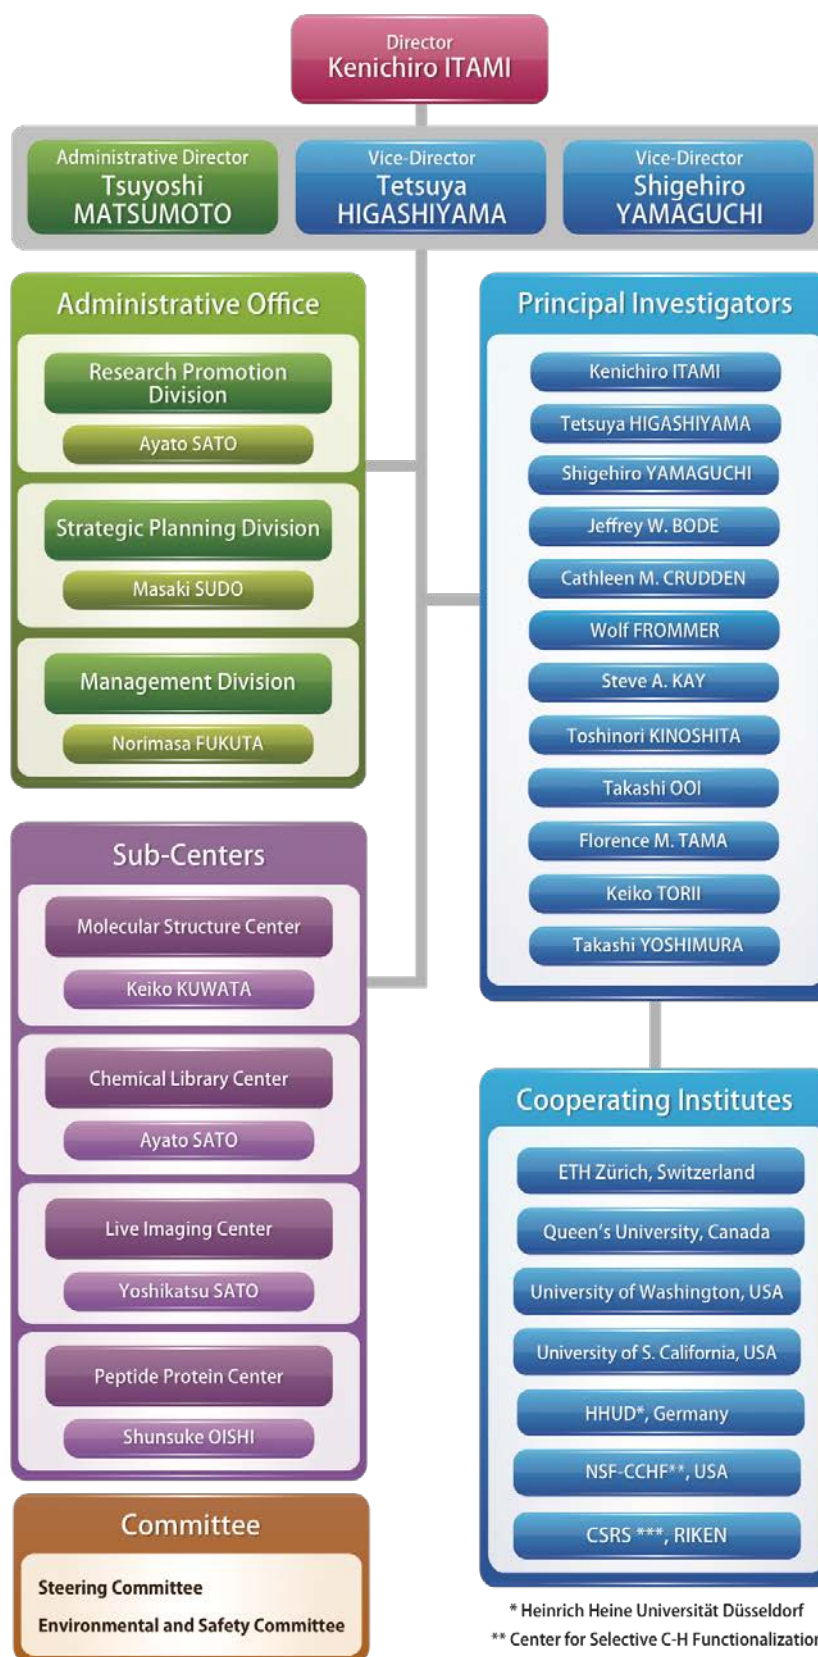 Director
Kenichiro ITAMI
Administrative Director
Tsuyoshi
MATSUMOTO
Vice-Director
Tetsuya
HIGASHIYAMA
Vice-Director
Shigehiro
YAMAGUCHI
Administrative Office
Research Promotion
Division
Ayato SATO
Strategic Planning Division
Masaki SUDO
Management Division
Norimasa FUKUTA
Sub-Centers
Molecular Structure Center
Keiko KUWATA
Chemical Library Center
Ayato SATO
Live Imaging Center
Yoshikatsu SATO
Peptide Protein Center
Shunsuke OISHI
Committee
Steering Committee
Environmental and Safety Committee
Principal Investigators
Kenichiro ITAMI
Tetsuya HIGASHIYAMA
Shigehiro YAMAGUCHI
Jeffrey W. BODE
Cathleen M. CRUDDEN
Wolf FROMMER
Steve A. KAY
Toshinori KINOSHITA
Takashi OOI
Florence M. TAMA
Keiko TORII
Takashi YOSHIMURA
Cooperating Institutes
ETH Zürich, Switzerland
Queen's University, Canada
University of Washington, USA
University of S. California, USA
HHUD*, Germany
NSF-CCHF**, USA
CSRS ***, RIKEN
* Heinrich Heine Universität Düsseldorf
** Center for Selective C-H Functionalization